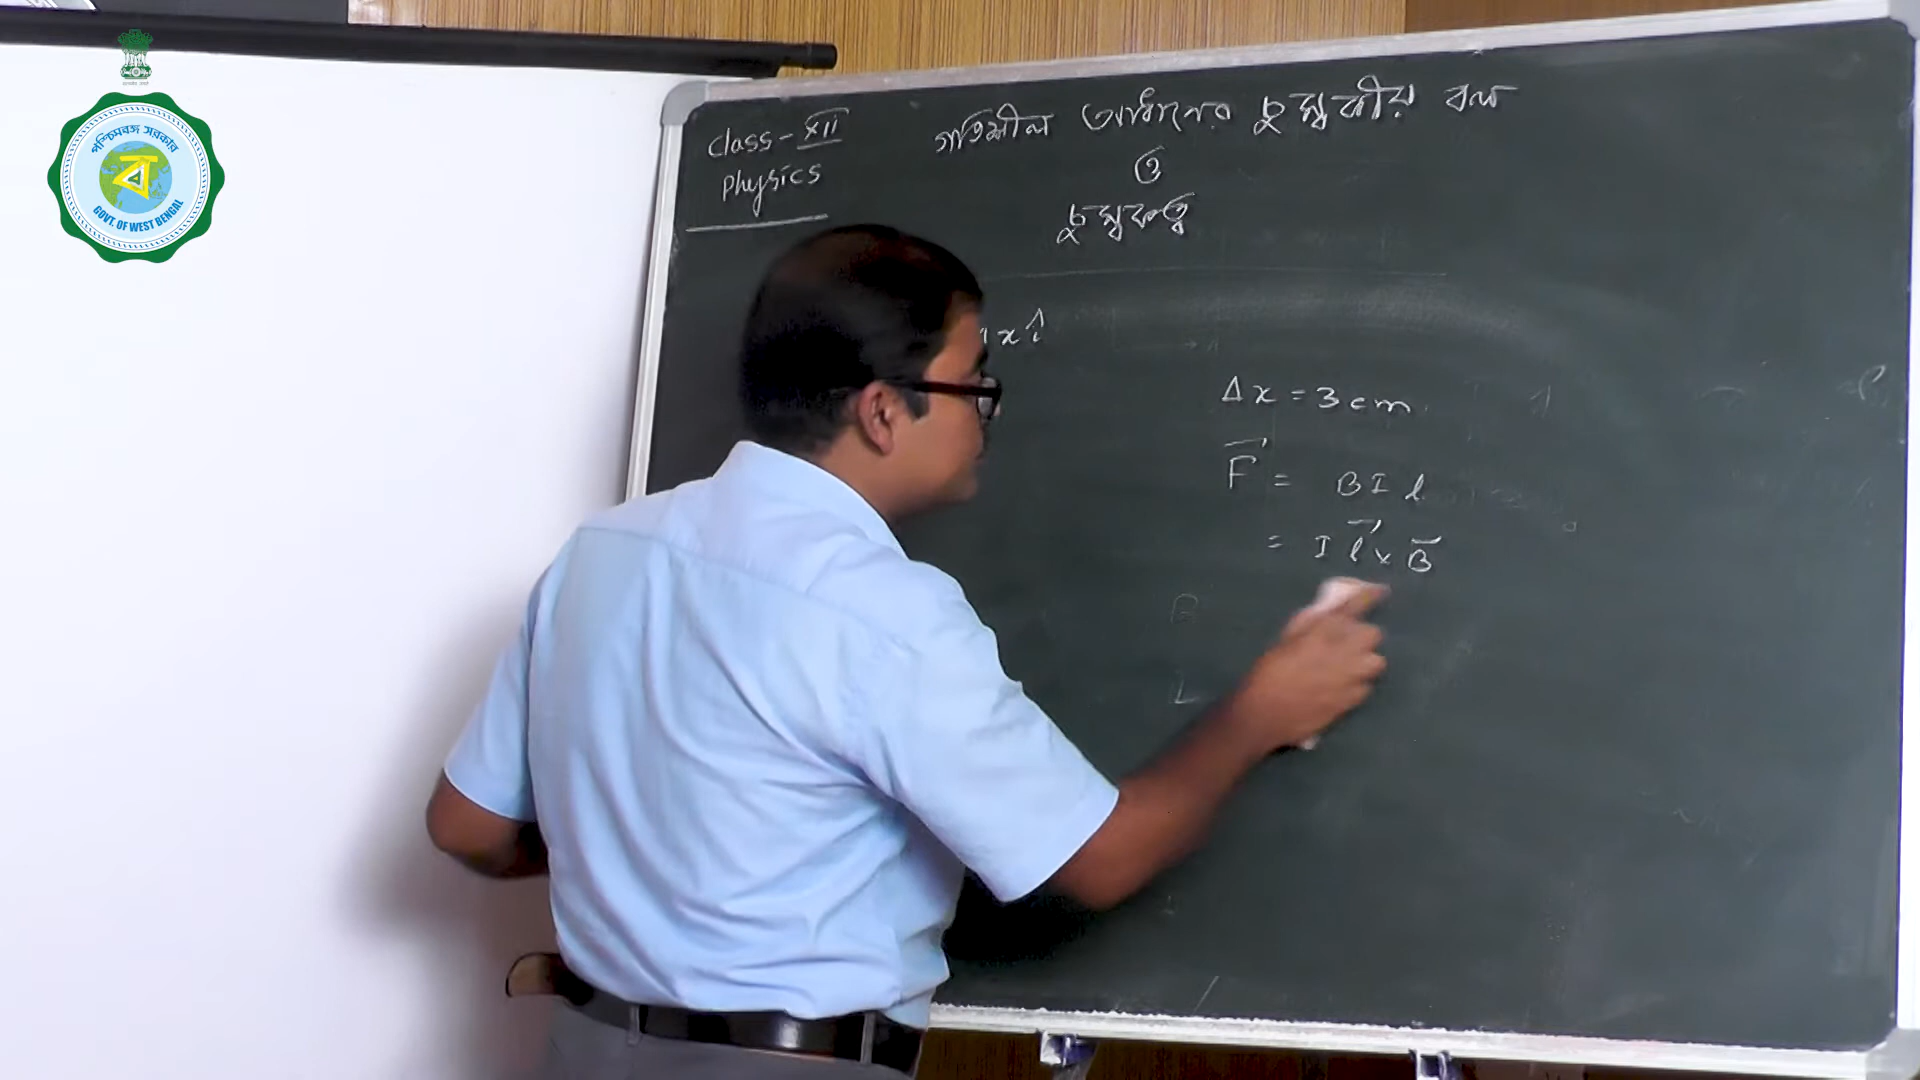 পশ্চিমবঙ্গ সরকার
ব
GOVT. OF WEST BENGAL
Class - XII
Physics
গতিশীল আধানের চুম্বকীয় বল
ও
চুম্বকত্ব
x î
Δx = 3 cm
F⃗ = B I l
= I l⃗ × B⃗
B
L